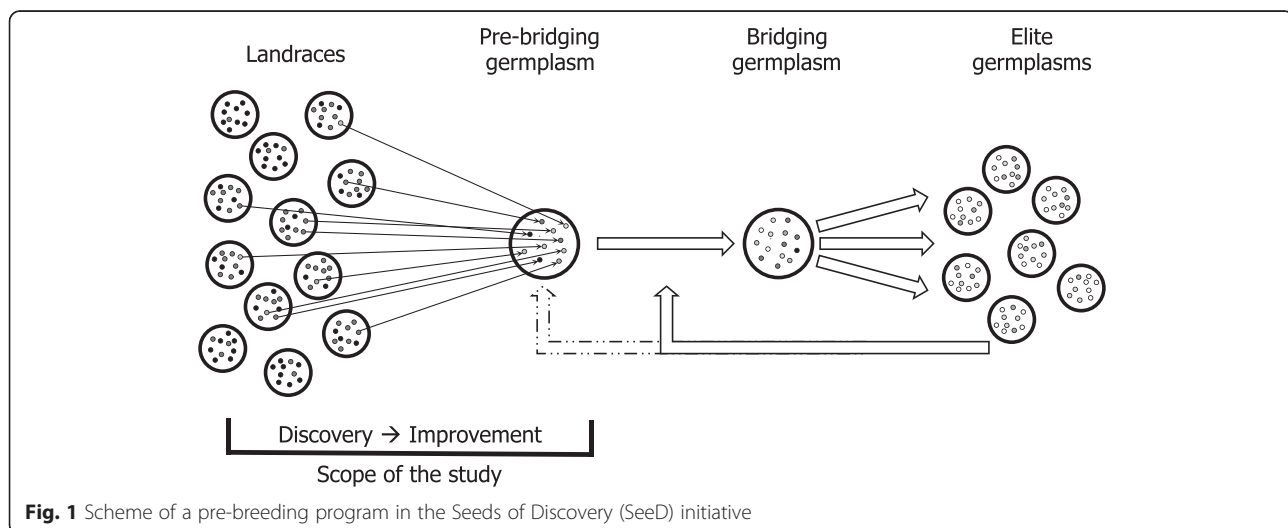 Landraces
Pre-bridging
germplasm
Bridging
germplasm
Elite
germplasms
Discovery → Improvement
Scope of the study
Fig. 1 Scheme of a pre-breeding program in the Seeds of Discovery (SeeD) initiative